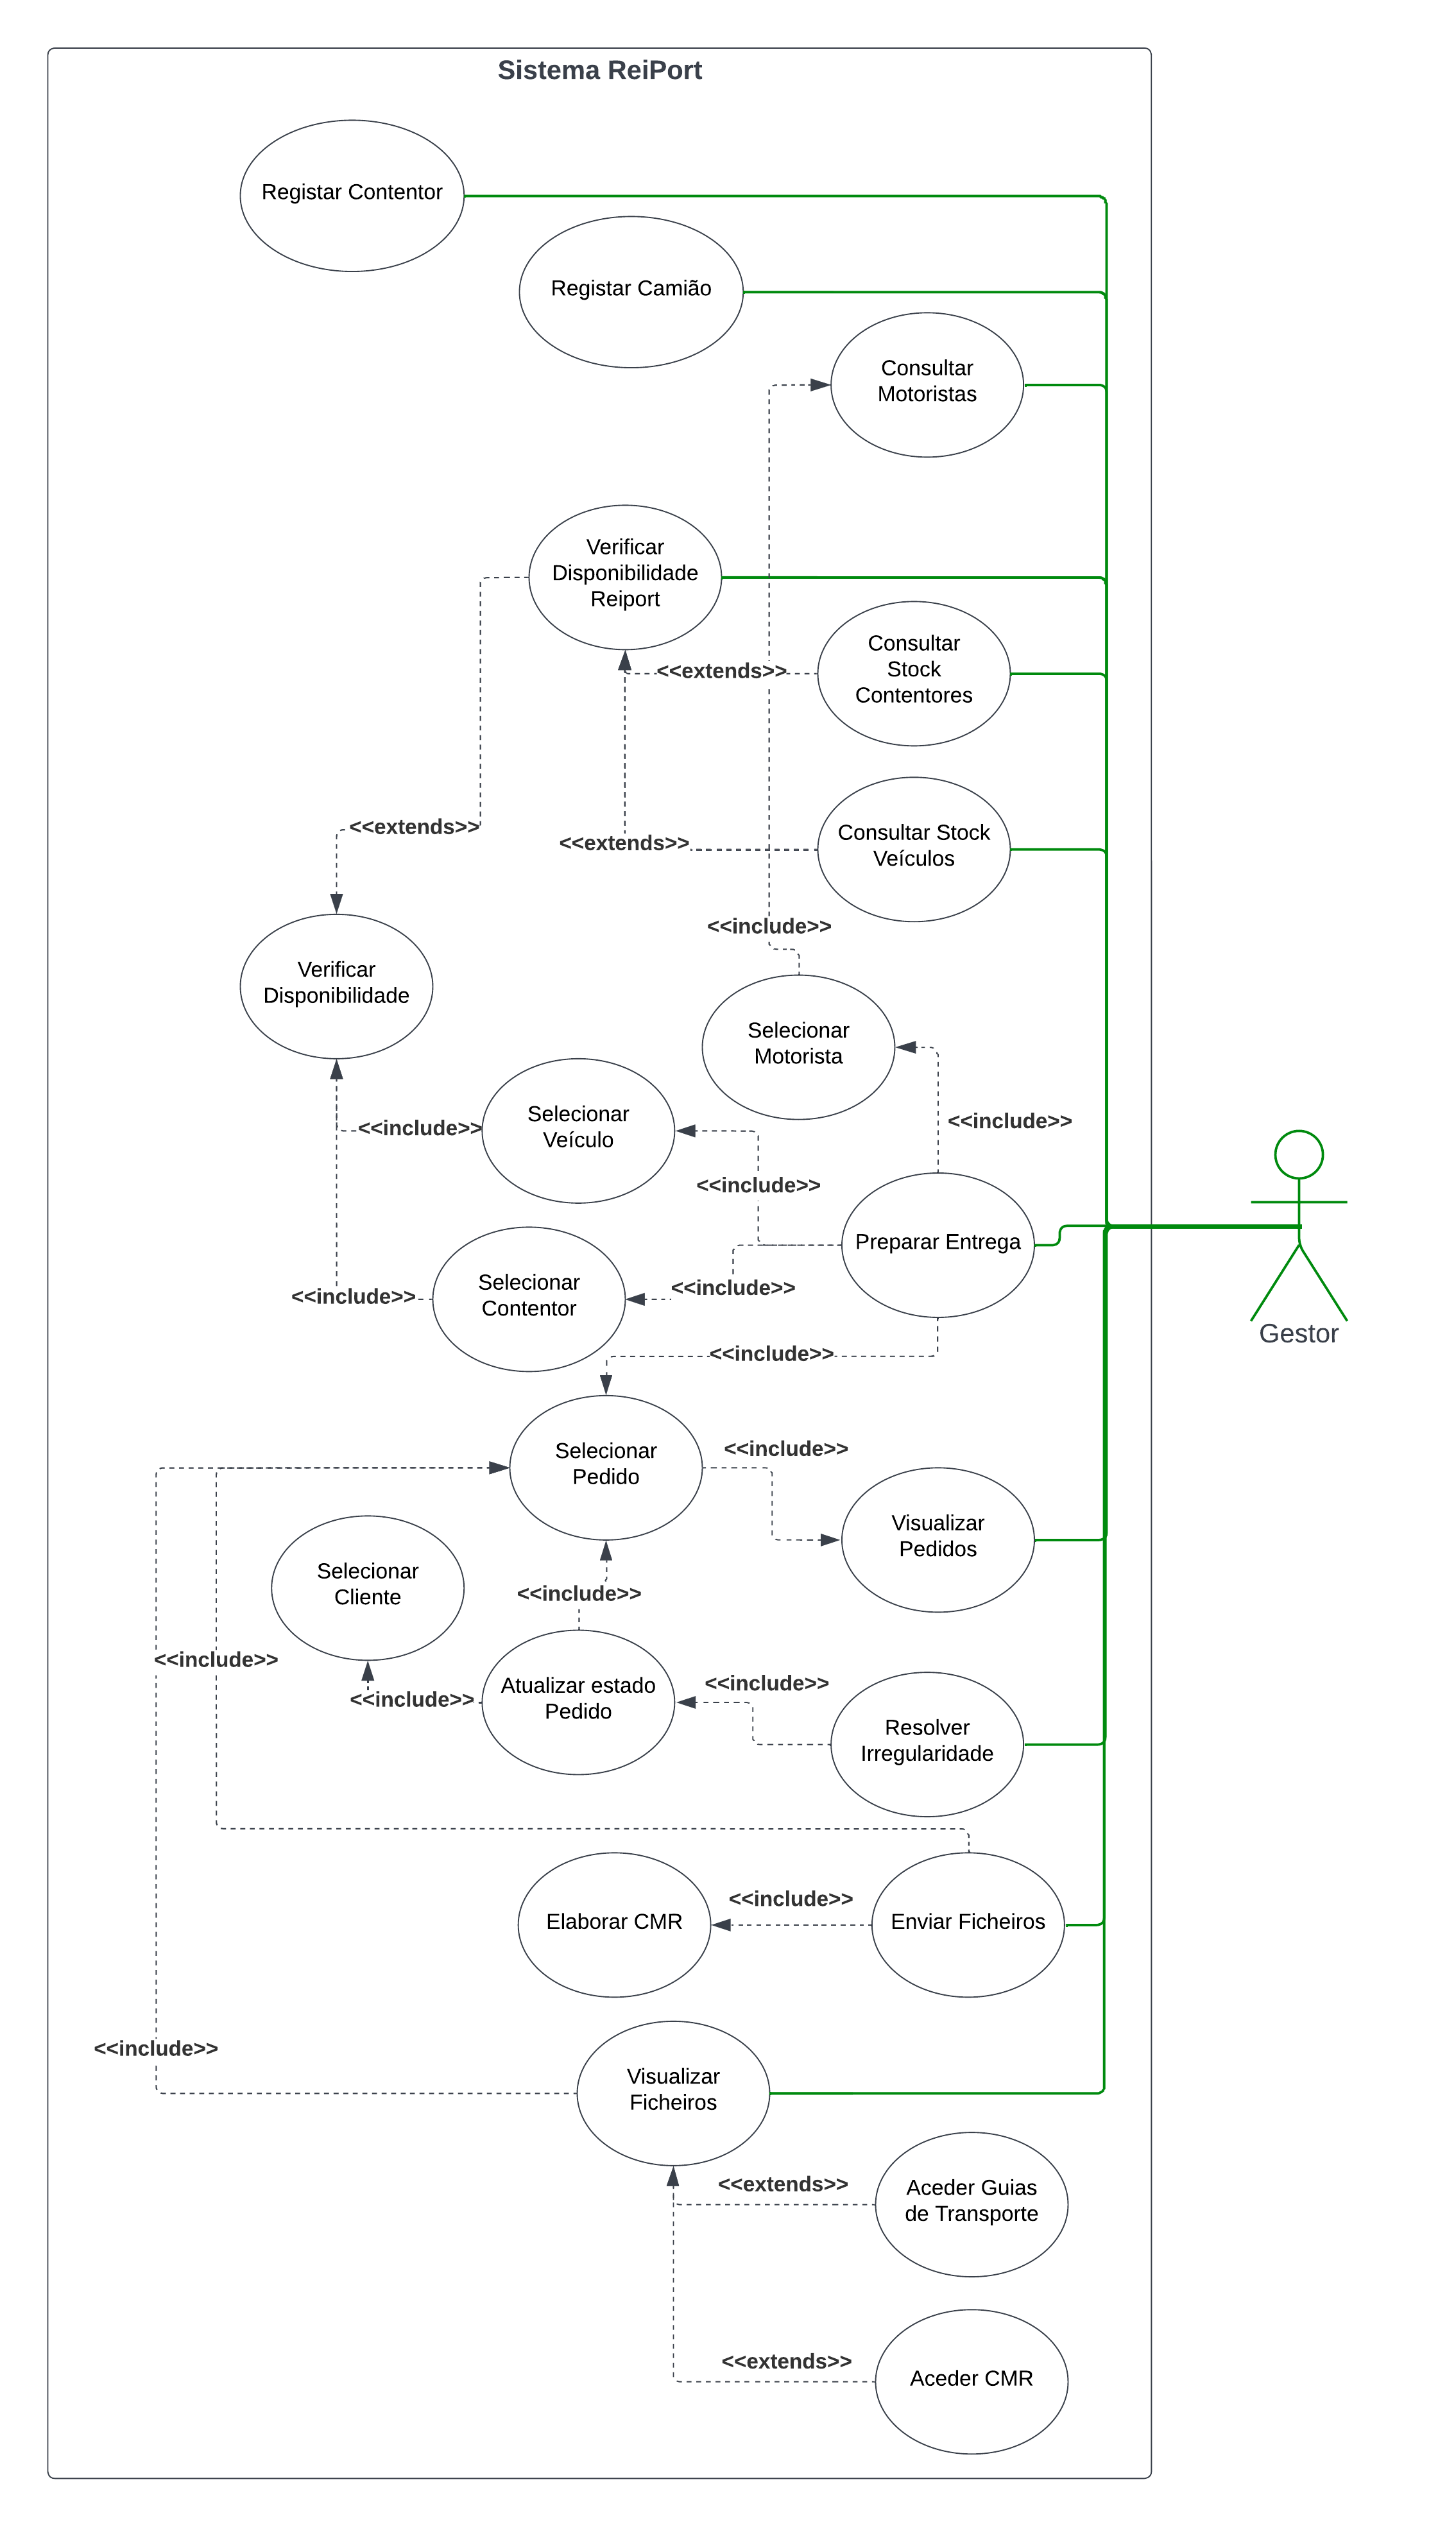 Sistema ReiPort
Registar Contentor
Registar Camião
Consultar
Motoristas
Verificar
Disponibilidade
Reiport
Consultar
Stock
Contentores
<<extends>>
Consultar Stock
Veículos
<<extends>>
<<extends>>
<<include>>
Verificar
Disponibilidade
Selecionar
Motorista
Selecionar
Veículo
<<include>>
<<include>>
<<include>>
Preparar Entrega
Selecionar
Contentor
<<include>>
<<include>>
Gestor
<<include>>
Selecionar
Pedido
<<include>>
Visualizar
Pedidos
Selecionar
Cliente
<<include>>
<<include>>
Atualizar estado
Pedido
<<include>>
<<include>>
Resolver
Irregularidade
Elaborar CMR
<<include>>
Enviar Ficheiros
<<include>>
Visualizar
Ficheiros
<<extends>>
Aceder Guias
de Transporte
<<extends>>
Aceder CMR